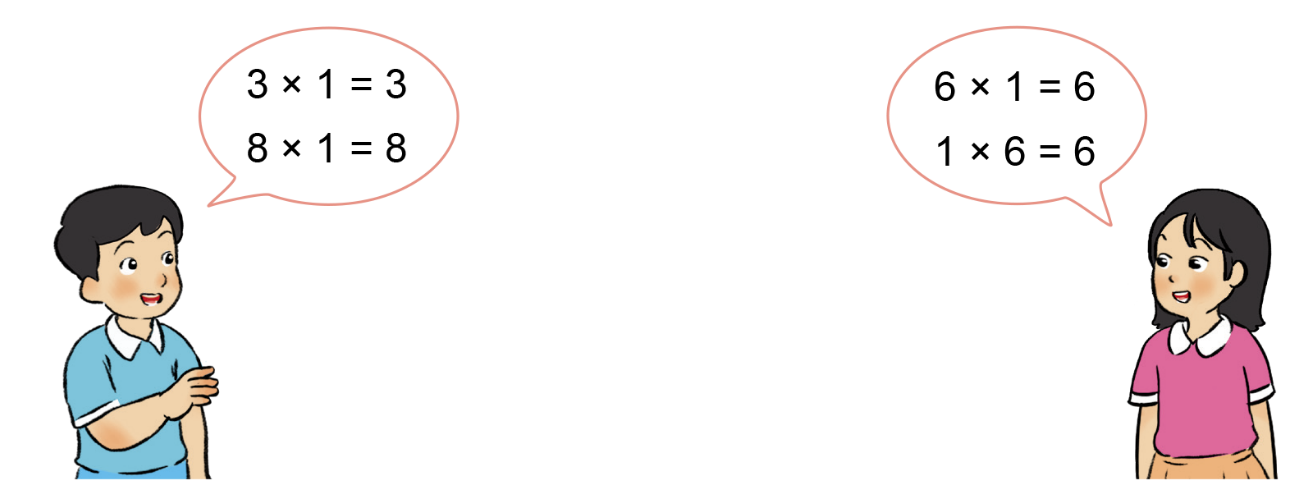 3 × 1 = 3
8 × 1 = 8
6 × 1 = 6
1 × 6 = 6